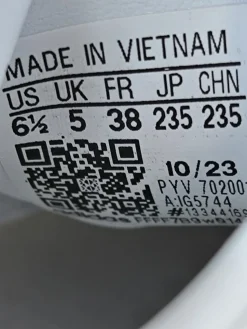 MADE IN VIETNAM
US UK FR JP CHN
6½ 5 38 235 235
10/23
PYV 70200
A:IG5744